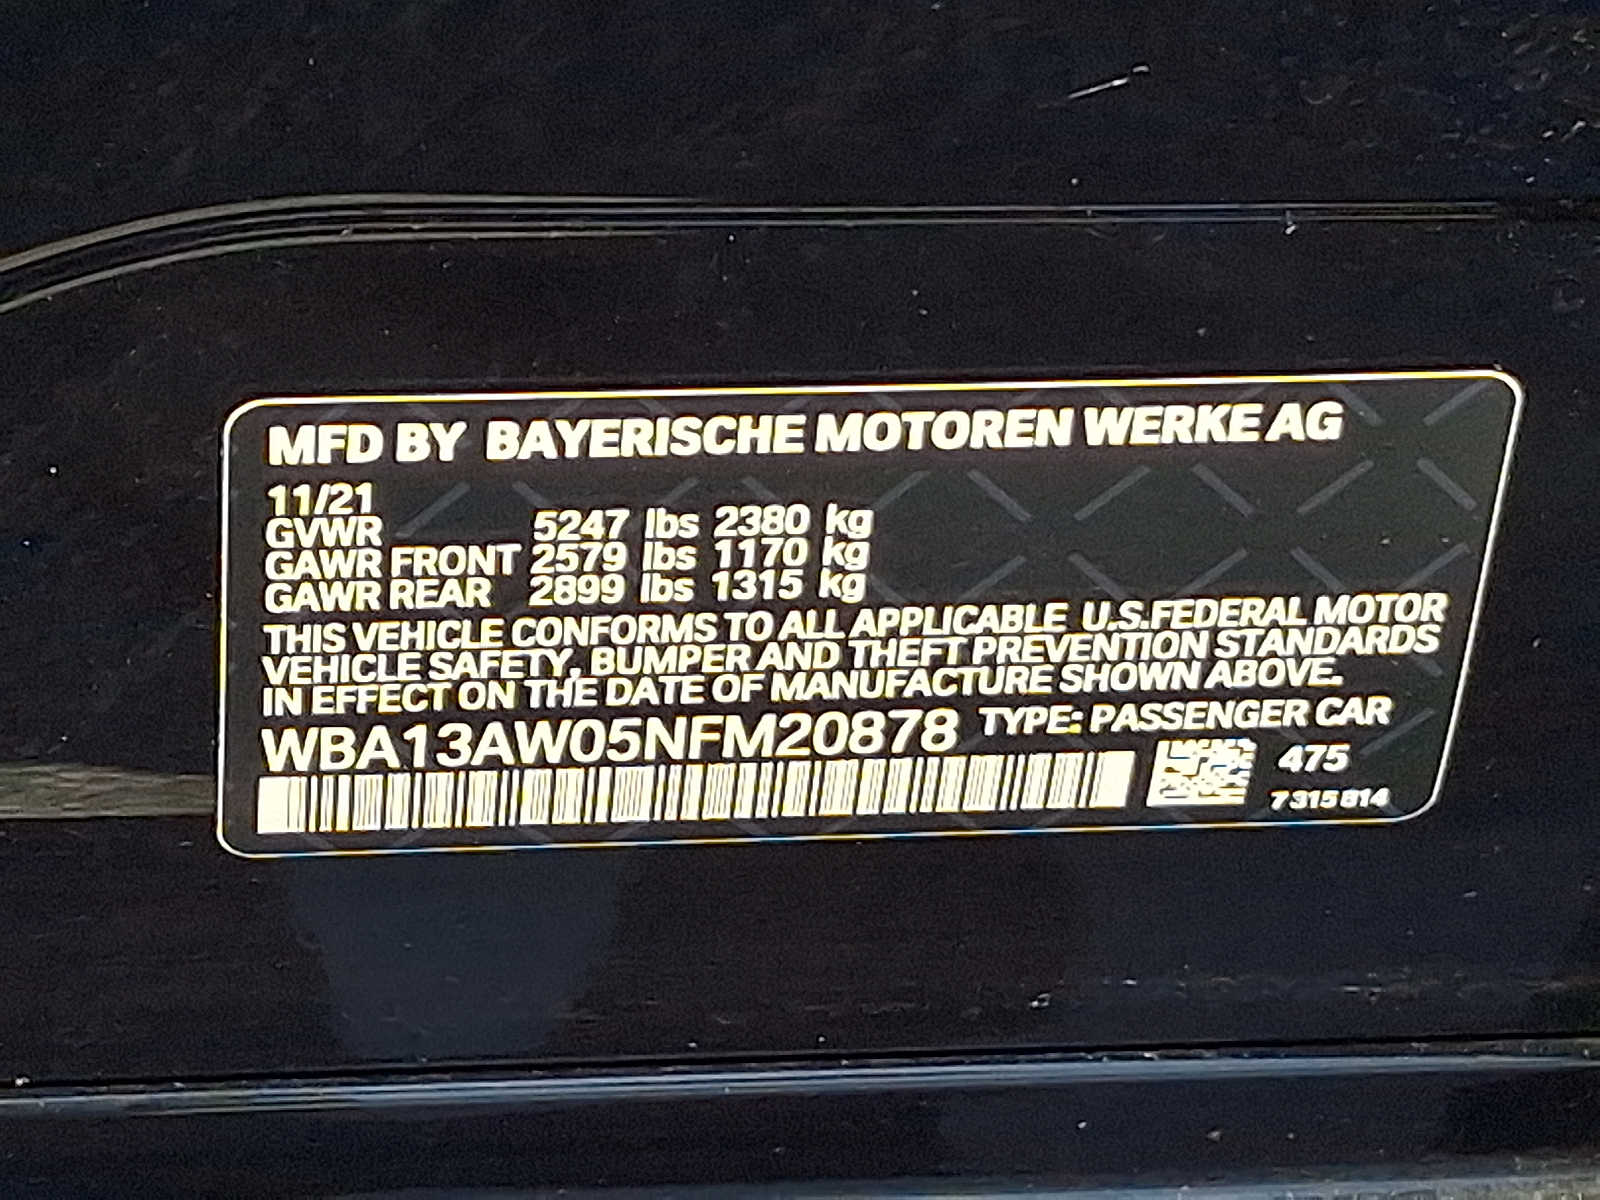 MFD BY BAYERISCHE MOTOREN WERKE AG
11/21
GVWR 5247 lbs 2380 kg
GAWR FRONT 2579 lbs 1170 kg
GAWR REAR 2899 lbs 1315 kg
THIS VEHICLE CONFORMS TO ALL APPLICABLE U.S.FEDERAL MOTOR
VEHICLE SAFETY, BUMPER AND THEFT PREVENTION STANDARDS
IN EFFECT ON THE DATE OF MANUFACTURE SHOWN ABOVE.
WBA13AW05NFM20878 TYPE: PASSENGER CAR
475
7315814